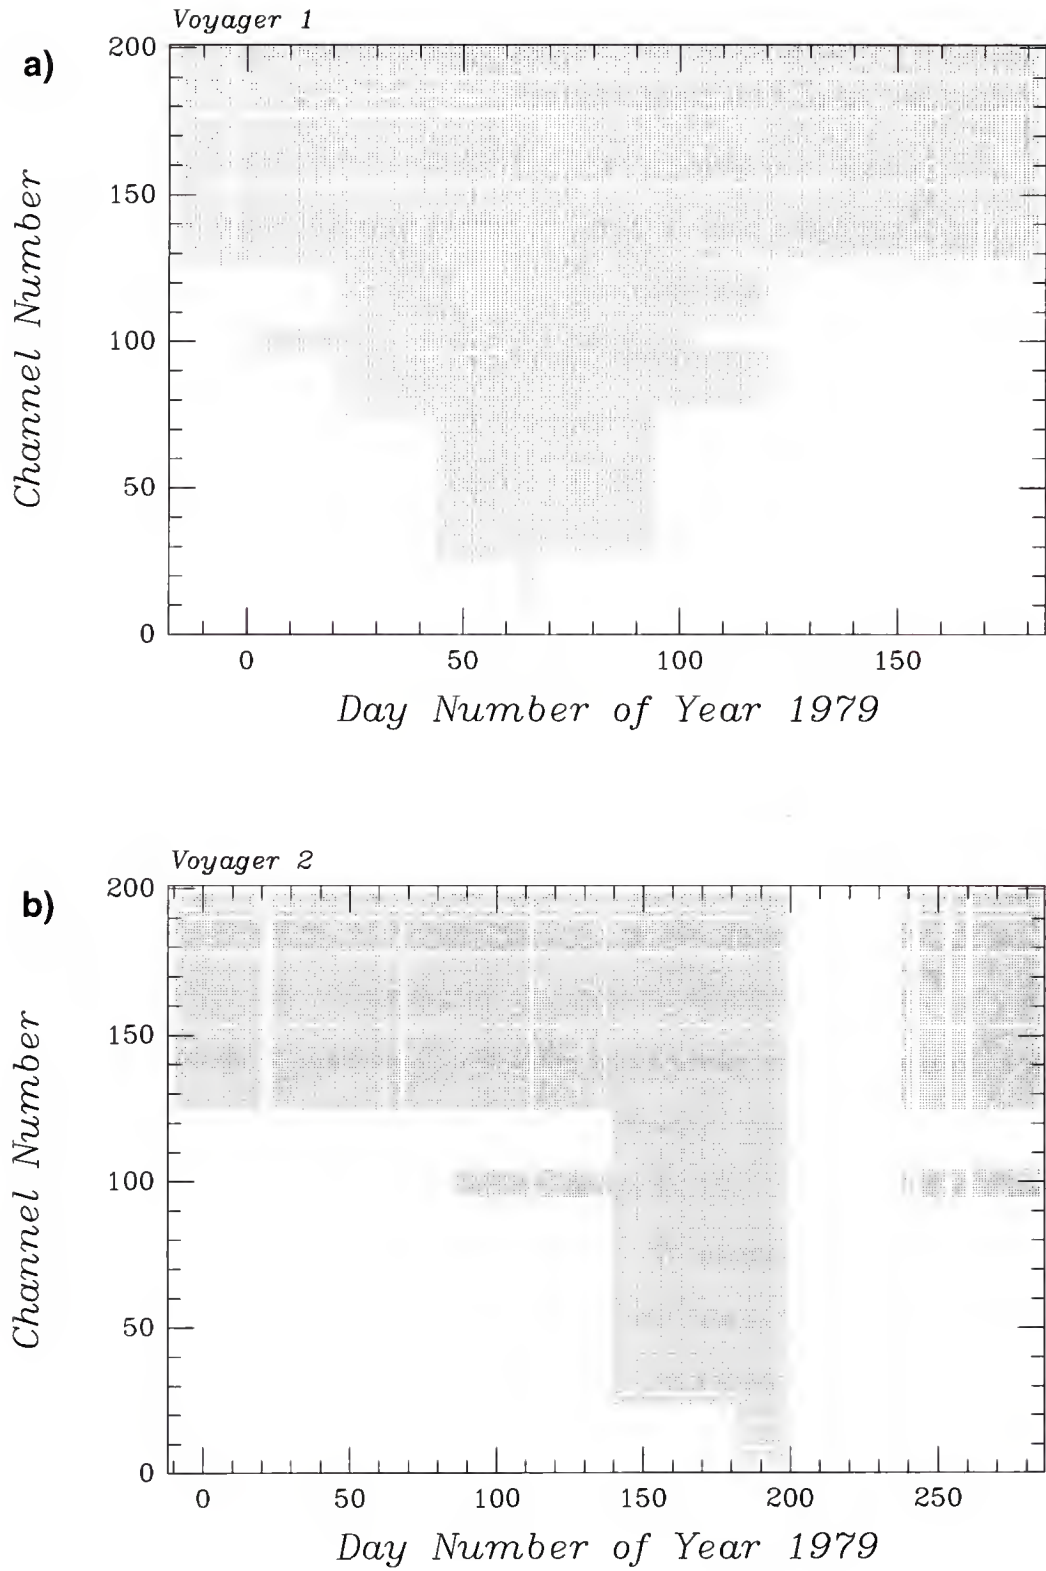 Voyager 1
a)
200
150
100
50
0
Channel Number
0 50 100 150
Day Number of Year 1979
Voyager 2
b)
200
150
100
50
0
Channel Number
0 50 100 150 200 250
Day Number of Year 1979